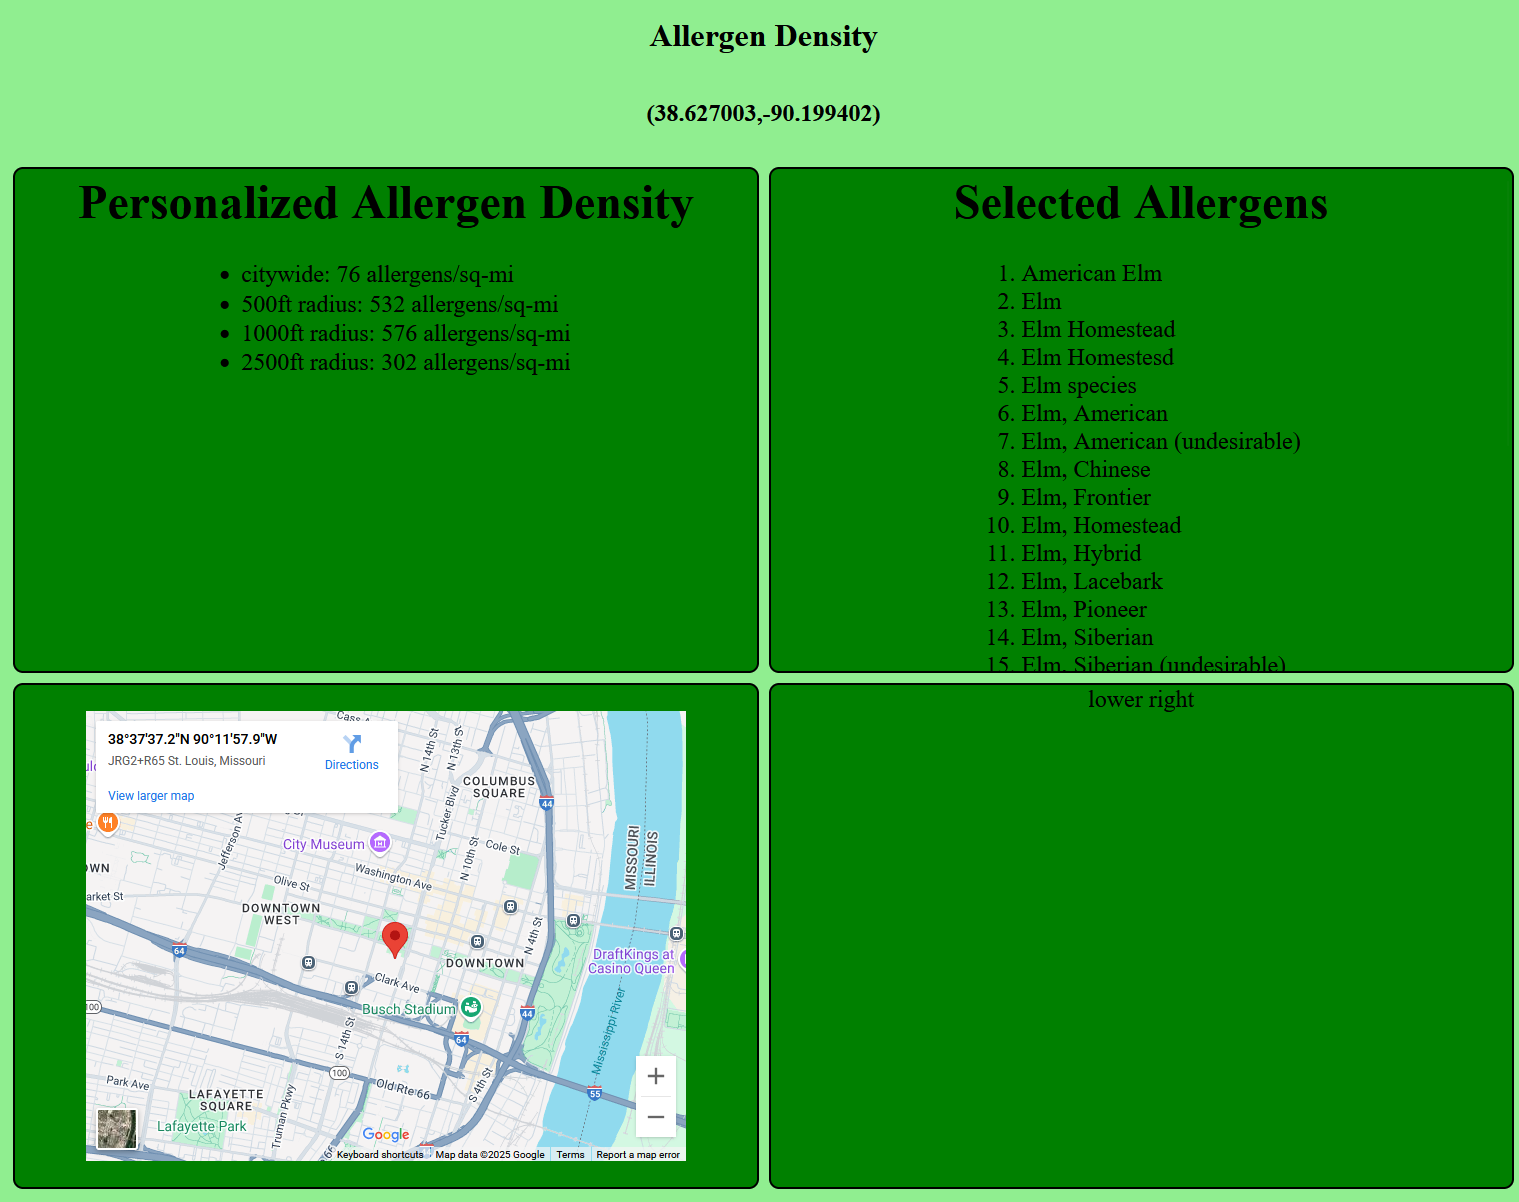 Allergen Density
(38.627003,-90.199402)
Personalized Allergen Density
• citywide: 76 allergens/sq-mi
• 500ft radius: 532 allergens/sq-mi
• 1000ft radius: 576 allergens/sq-mi
• 2500ft radius: 302 allergens/sq-mi
Selected Allergens
1. American Elm
2. Elm
3. Elm Homestead
4. Elm Homestesd
5. Elm species
6. Elm, American
7. Elm, American (undesirable)
8. Elm, Chinese
9. Elm, Frontier
10. Elm, Homestead
11. Elm, Hybrid
12. Elm, Lacebark
13. Elm, Pioneer
14. Elm, Siberian
15. Elm, Siberian (undesirable)
38°37'37.2"N 90°11'57.9"W
JRG2+R65 St. Louis, Missouri
Directions
View larger map
N 14th St
N 13th St
COLUMBUS
SQUARE
44
Tucker Blvd
Jefferson Av
City Museum
N 10th St
Cole St
MISSOURI
ILLINOIS
OWN
Washington Ave
Olive St
arket St
DOWNTOWN
WEST
N 4th St
64
DraftKings at
Casino Queen
DOWNTOWN
Clark Ave
100
Busch Stadium
44
S 14th St
64
Mississippi River
100
Old Rte 66
Park Ave
S 4th St
55
LAFAYETTE
SQUARE
Truman Pkwy
Lafayette Park
Google
Keyboard shortcuts
Map data ©2025 Google
Terms
Report a map error
lower right